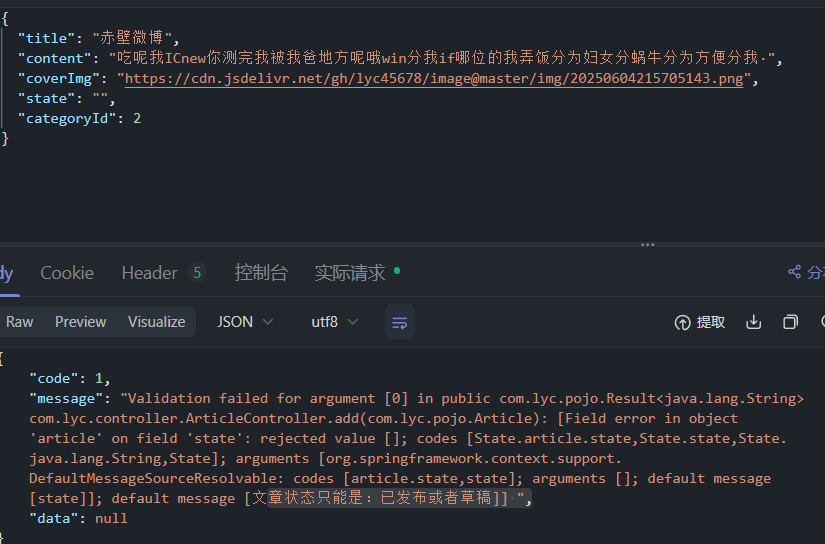 {
"title": "赤壁微博",
"content": "吃呢我ICnew你测完我被我爸地方呢哦win分我if哪位的我弄饭分为妇女分蜗牛分为方便分我·",
"coverImg": "https://cdn.jsdelivr.net/gh/lyc45678/image@master/img/20250604215705143.png",
"state": "",
"categoryId": 2
}
dy Cookie Header 5 控制台 实际请求 分享
Raw Preview Visualize JSON utf8 提取
{
"code": 1,
"message": "Validation failed for argument [0] in public com.lyc.pojo.Result<java.lang.String>
com.lyc.controller.ArticleController.add(com.lyc.pojo.Article): [Field error in object
'article' on field 'state': rejected value []; codes [State.article.state,State.state,State.
java.lang.String,State]; arguments [org.springframework.context.support.
DefaultMessageSourceResolvable: codes [article.state,state]; arguments []; default message
[state]]; default message [文章状态只能是：已发布或者草稿]]·",
"data": null
}